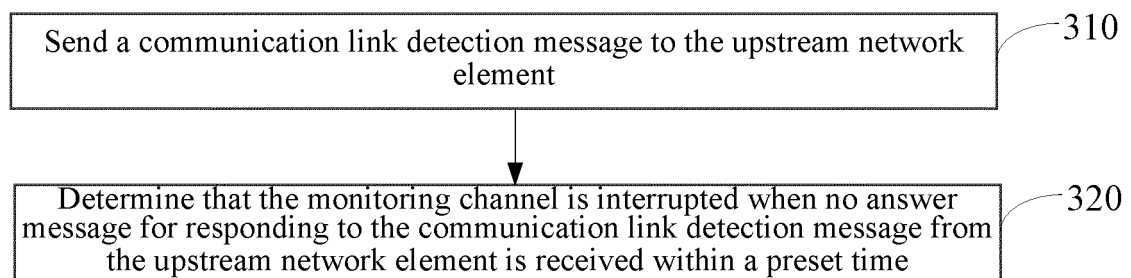 Send a communication link detection message to the upstream network
element
310
Determine that the monitoring channel is interrupted when no answer
message for responding to the communication link detection message from
the upstream network element is received within a preset time
320